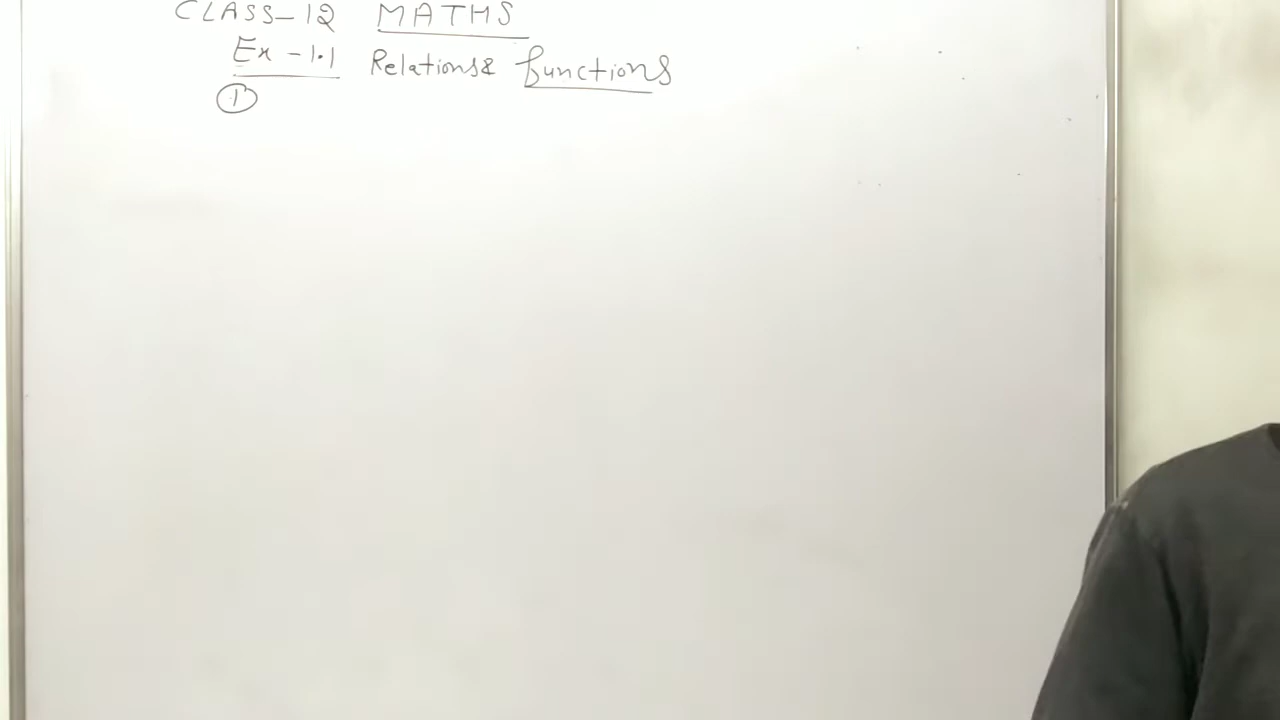 CLASS-12 MATHS
Ex-1.1 Relations & functions
①